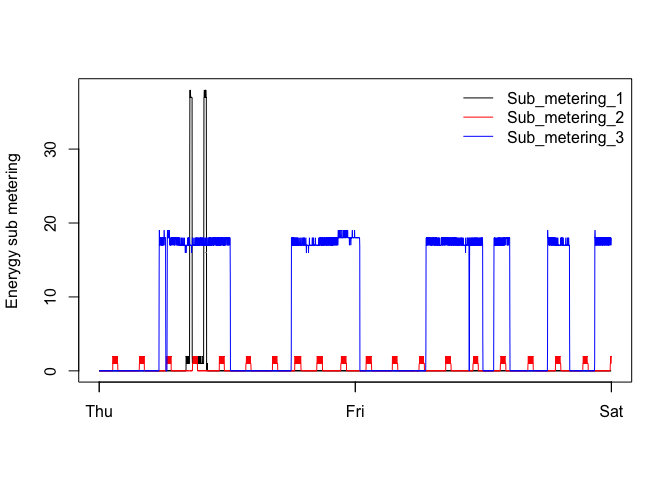 Sub_metering_1
Sub_metering_2
Sub_metering_3
Enerygy sub metering
30
20
10
0
Thu Fri Sat